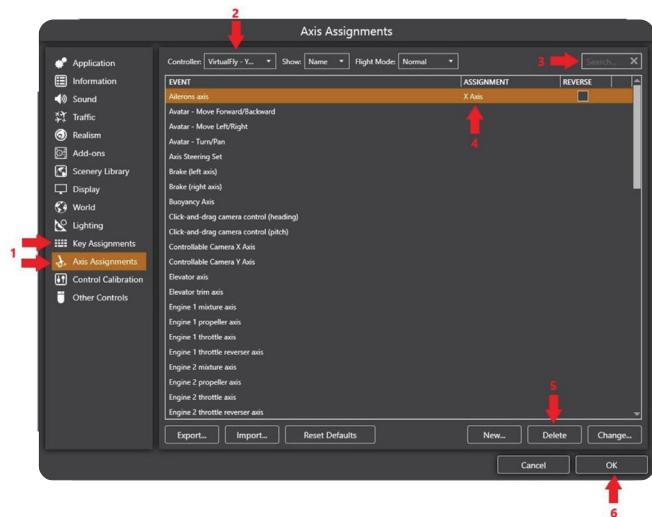 Axis Assignments
2
Application
Information
Sound
Traffic
Realism
Add-ons
Scenery Library
Display
World
Lighting
Key Assignments
Axis Assignments
Control Calibration
Other Controls
1
Controller: VirtualFly - Y... Show: Name Flight Mode: Normal
3 Search... X
EVENT ASSIGNMENT REVERSE
Ailerons axis X Axis
4
Avatar - Move Forward/Backward
Avatar - Move Left/Right
Avatar - Turn/Pan
Axis Steering Set
Brake (left axis)
Brake (right axis)
Buoyancy Axis
Click-and-drag camera control (heading)
Click-and-drag camera control (pitch)
Controllable Camera X Axis
Controllable Camera Y Axis
Elevator axis
Elevator trim axis
Engine 1 mixture axis
Engine 1 propeller axis
Engine 1 throttle axis
Engine 1 throttle reverser axis
Engine 2 mixture axis
Engine 2 propeller axis
Engine 2 throttle axis
Engine 2 throttle reverser axis
5
Export... Import... Reset Defaults New... Delete Change...
Cancel OK
6